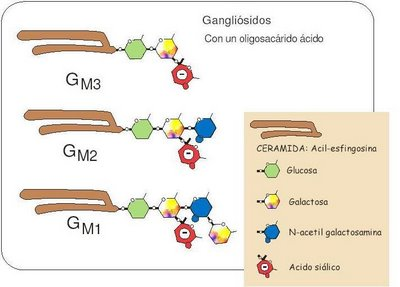 Gangliósidos
Con un oligosacárido ácido
GM3
GM2
GM1
CERAMIDA: Acil-esfingosina
Glucosa
Galactosa
N-acetil galactosamina
Acido siálico